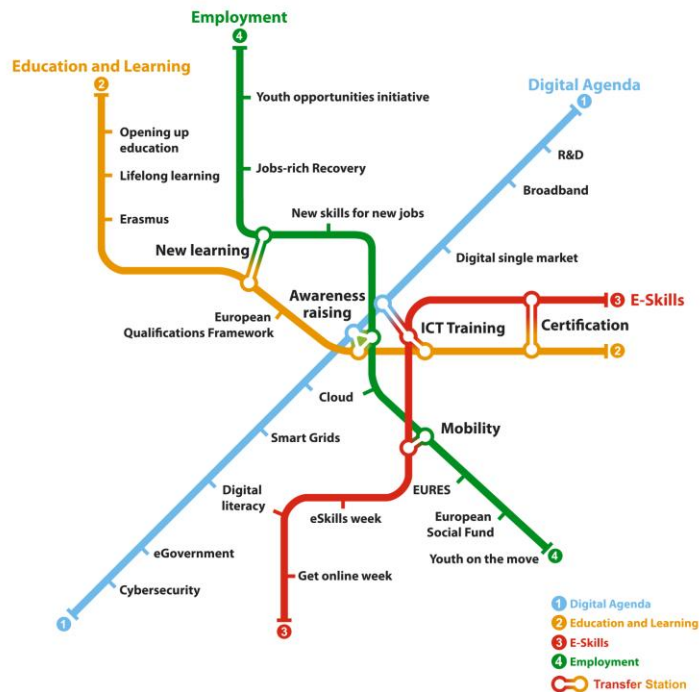 Employment
4
Education and Learning
2
Digital Agenda
1
Youth opportunities initiative
Opening up
education
R&D
Jobs-rich Recovery
Lifelong learning
Broadband
New skills for new jobs
Erasmus
New learning
Digital single market
Awareness
raising
3 E-Skills
European
Qualifications Framework
ICT Training
Certification
2
Cloud
Mobility
Smart Grids
Digital
literacy
EURES
eSkills week
European
Social Fund
eGovernment
Youth on the move
4
Get online week
Cybersecurity
1
3
1 Digital Agenda
2 Education and Learning
3 E-Skills
4 Employment
Transfer Station